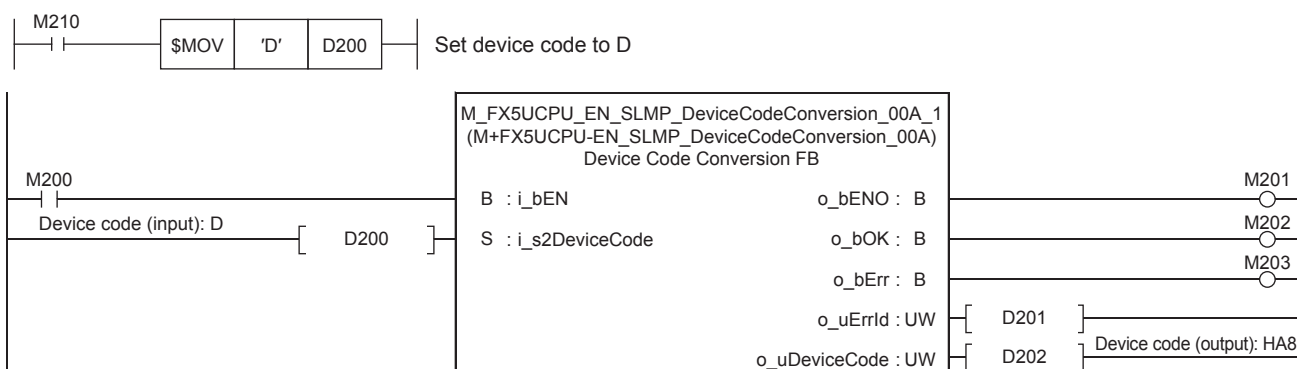 M210
$MOV 'D' D200 Set device code to D
M_FX5UCPU_EN_SLMP_DeviceCodeConversion_00A_1
(M+FX5UCPU-EN_SLMP_DeviceCodeConversion_00A)
Device Code Conversion FB
M200 M201
B : i_bEN o_bENO : B
Device code (input): D M202
D200 S : i_s2DeviceCode o_bOK : B
M203
o_bErr : B
o_uErrId : UW D201
Device code (output): HA8
o_uDeviceCode : UW D202